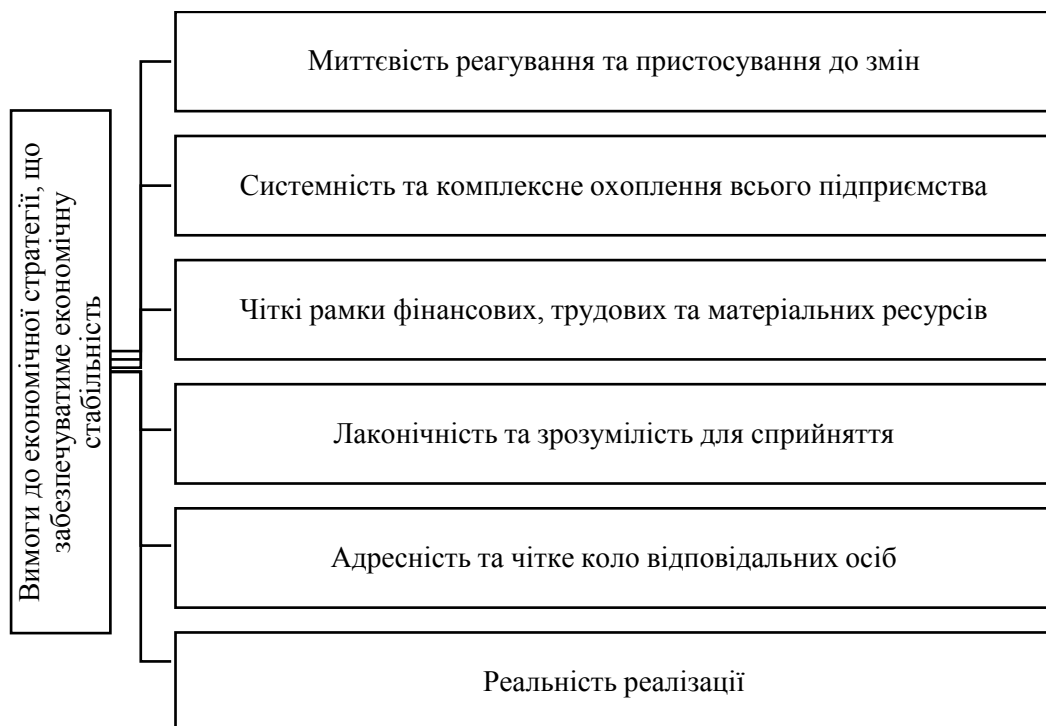 Вимоги до економічної стратегії, що
забезпечуватиме економічну
стабільність
Миттєвість реагування та пристосування до змін
Системність та комплексне охоплення всього підприємства
Чіткі рамки фінансових, трудових та матеріальних ресурсів
Лаконічність та зрозумілість для сприйняття
Адресність та чітке коло відповідальних осіб
Реальність реалізації